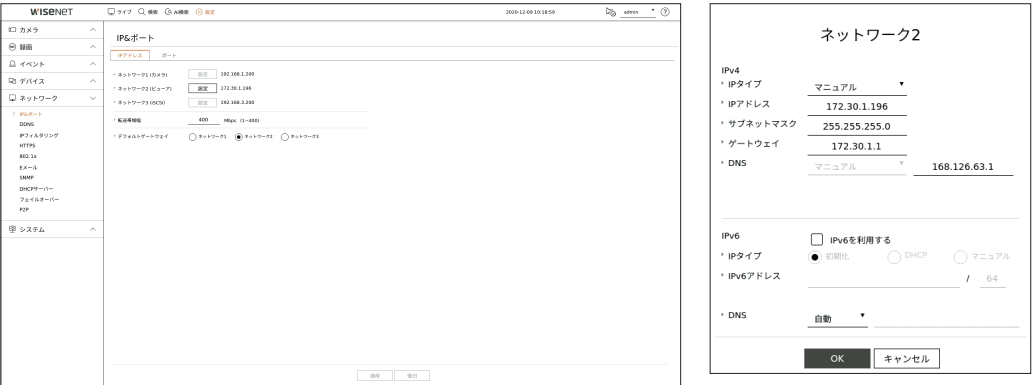 WISENET
ライブ 検索 AI検索 設定
2020-12-09 10:18:59
admin
カメラ
録画
イベント
デバイス
ネットワーク
IP&ポート
DDNS
IPフィルタリング
HTTPS
802.1x
Eメール
SNMP
DHCPサーバー
フェイルオーバー
P2P
システム
IP&ポート
IPアドレス ポート
ネットワーク1 (カメラ) 設定 192.168.1.200
ネットワーク2 (ビューア) 設定 172.30.1.196
ネットワーク3 (iSCSI) 設定 192.168.3.200
転送帯域幅 400 Mbps (1~400)
デフォルトゲートウェイ ネットワーク1 ネットワーク2 ネットワーク3
適用
ネットワーク2
IPv4
IPタイプ マニュアル
IPアドレス 172.30.1.196
サブネットマスク 255.255.255.0
ゲートウェイ 172.30.1.1
DNS マニュアル 168.126.63.1
IPv6 IPv6を利用する
IPタイプ 初期化 DHCP マニュアル
IPv6アドレス / 64
DNS 自動
OK キャンセル